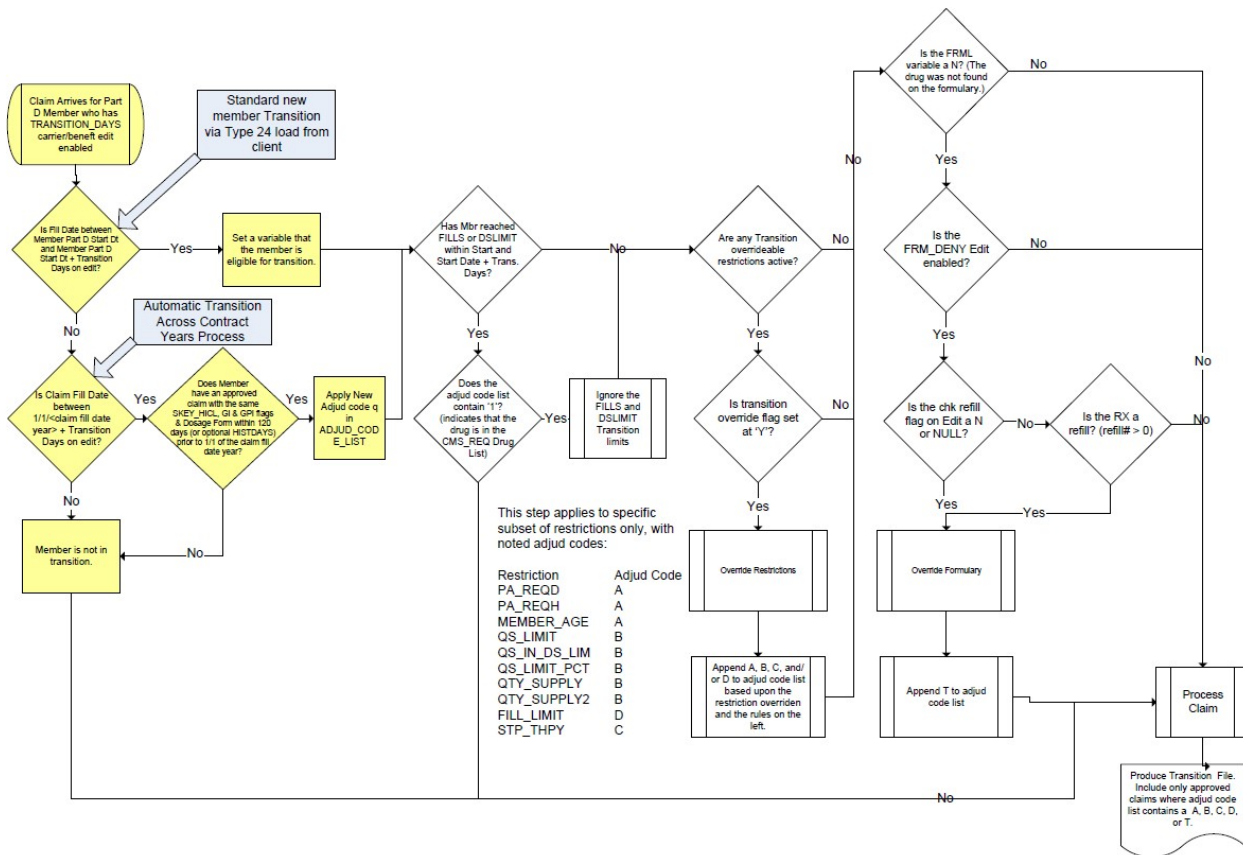 Claim Arrives for Part
D Member who has
TRANSITION_DAYS
carrier/beneft edit
enabled
Standard new
member Transition
via Type 24 load from
client
Is Fill Date between
Member Part D Start Dt
and Member Part D
Start Dt + Transition
Days on edit?
Yes
Set a variable that
the member is
eligible for transition.
No
Automatic Transition
Across Contract
Years Process
Is Claim Fill Date
between
1/1/<claim fill date
year> + Transition
Days on edit?
Yes
Does Member
have an approved
claim with the same
SKEY_HICL, GI & GPI flags
& Dosage Form within 120
days (or optional HISTDAYS)
prior to 1/1 of the claim fill
date year?
Yes
Apply New
Adjud code q
in
ADJUD_COD
E_LIST
No
No
Member is not in
transition.
Has Mbr reached
FILLS or DSLIMIT
within Start and
Start Date + Trans.
Days?
No
Yes
Does the
adjud code list
contain '1'?
(indicates that the
drug is in the
CMS_REQ Drug
List)
Yes
Ignore the
FILLS and
DSLIMIT
Transition
limits
Are any Transition
overrideable
restrictions active?
No
No
Yes
Is transition
override flag set
at 'Y'?
No
Yes
This step applies to specific
subset of restrictions only, with
noted adjud codes:
Restriction Adjud Code
PA_REQD A
PA_REQH A
MEMBER_AGE A
QS_LIMIT B
QS_IN_DS_LIM B
QS_LIMIT_PCT B
QTY_SUPPLY B
QTY_SUPPLY2 B
FILL_LIMIT D
STP_THPY C
Override Restrictions
Append A, B, C, and/
or D to adjud code list
based upon the
restriction overriden
and the rules on the
left.
Is the FRML
variable a N? (The
drug was not found
on the formulary.)
No
Yes
Is the
FRM_DENY Edit
enabled?
No
Yes
No
Is the chk refill
flag on Edit a N
or NULL?
No
Is the RX a
refill? (refill# > 0)
No
Yes
Yes
Override Formulary
Append T to adjud
code list
Process
Claim
No
Produce Transition File.
Include only approved
claims where adjud code
list contains a A, B, C, D,
or T.